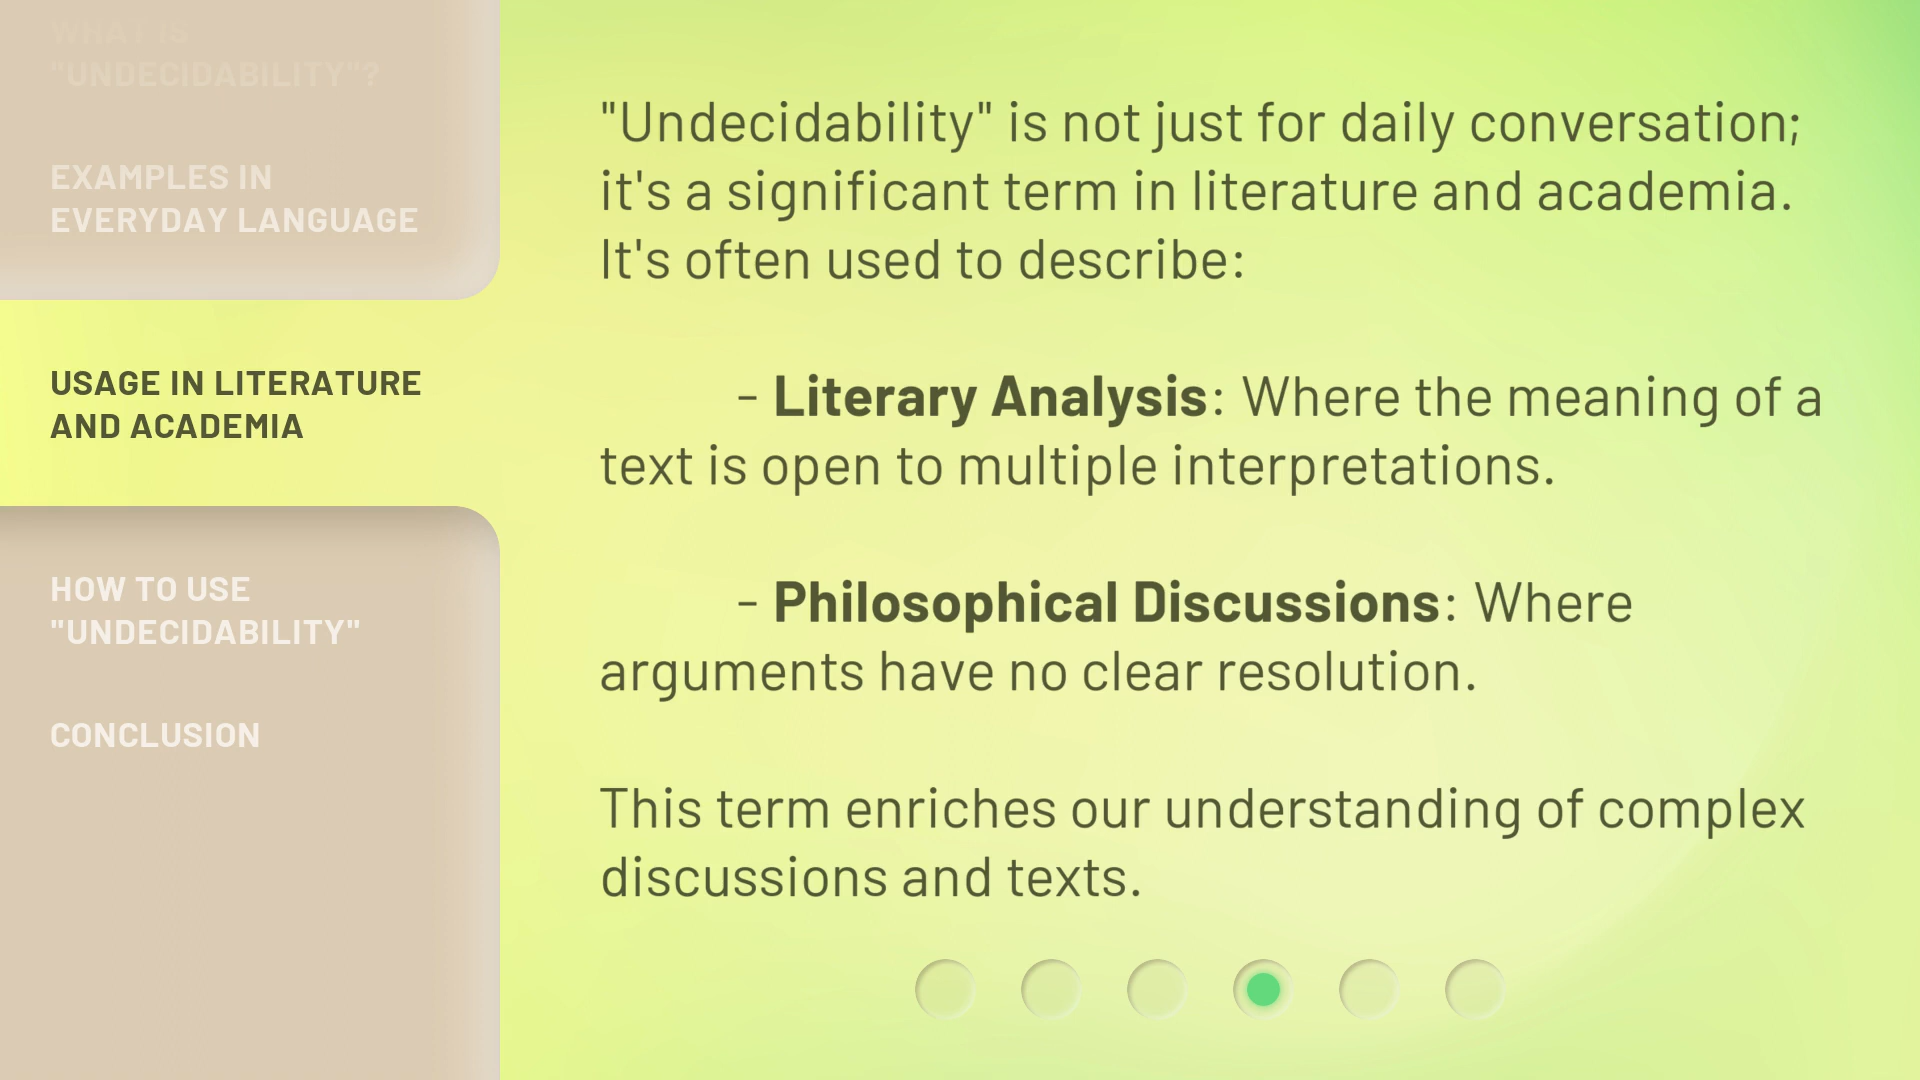 WHAT IS
"UNDECIDABILITY"?
EXAMPLES IN
EVERYDAY LANGUAGE
USAGE IN LITERATURE
AND ACADEMIA
HOW TO USE
"UNDECIDABILITY"
CONCLUSION
"Undecidability" is not just for daily conversation;
it's a significant term in literature and academia.
It's often used to describe:
- Literary Analysis: Where the meaning of a
text is open to multiple interpretations.
- Philosophical Discussions: Where
arguments have no clear resolution.
This term enriches our understanding of complex
discussions and texts.